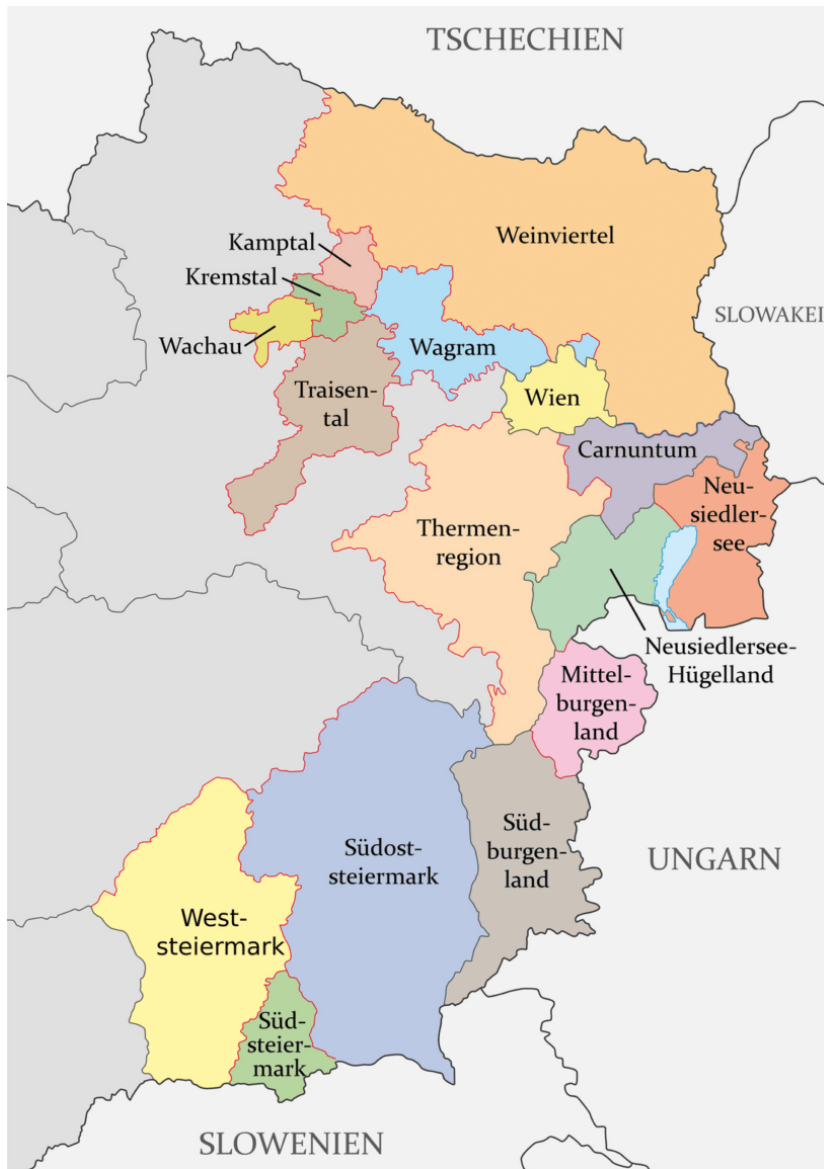 TSCHECHIEN
Weinviertel
Kamptal
Kremstal
SLOWAKEI
Wachau
Wagram
Traisen-
tal
Wien
Carnuntum
Neu-
siedler-
see
Thermen-
region
Neusiedlersee-
Hügelland
Mittel-
burgen-
land
Südost-
steiermark
Süd-
burgen-
land
UNGARN
West-
steiermark
Süd-
steier-
mark
SLOWENIEN